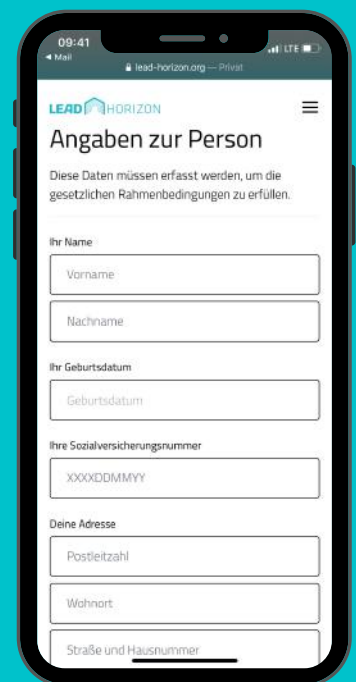 09:41
LTE
Mail
lead-horizon.org — Privat
LEAD HORIZON
Angaben zur Person
Diese Daten müssen erfasst werden, um die
gesetzlichen Rahmenbedingungen zu erfüllen.
Ihr Name
Vorname
Nachname
Ihr Geburtsdatum
Geburtsdatum
Ihre Sozialversicherungsnummer
XXXXDDMMYY
Deine Adresse
Postleitzahl
Wohnort
Straße und Hausnummer